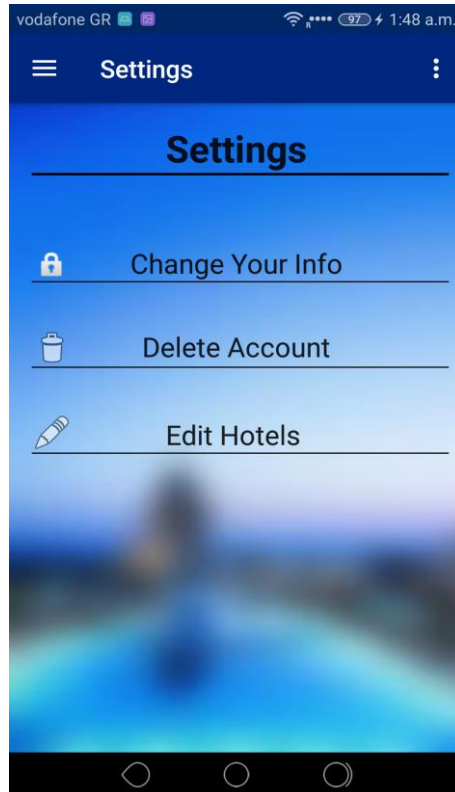 vodafone GR 97 1:48 a.m.
Settings
Settings
Change Your Info
Delete Account
Edit Hotels